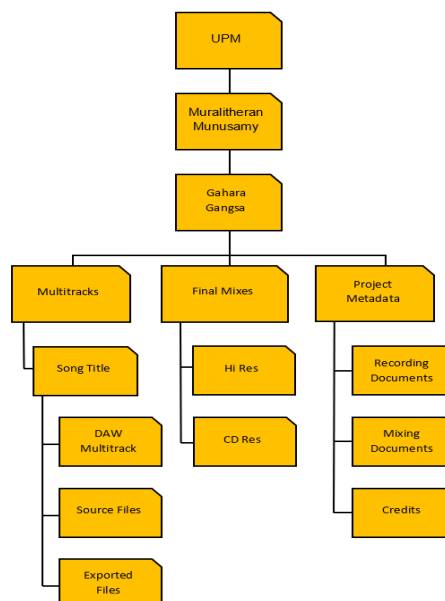 UPM
Muralitheran
Munusamy
Gahara
Gangsa
Multitracks
Final Mixes
Project
Metadata
Song Title
Hi Res
Recording
Documents
DAW
Multitrack
CD Res
Mixing
Documents
Source Files
Credits
Exported
Files